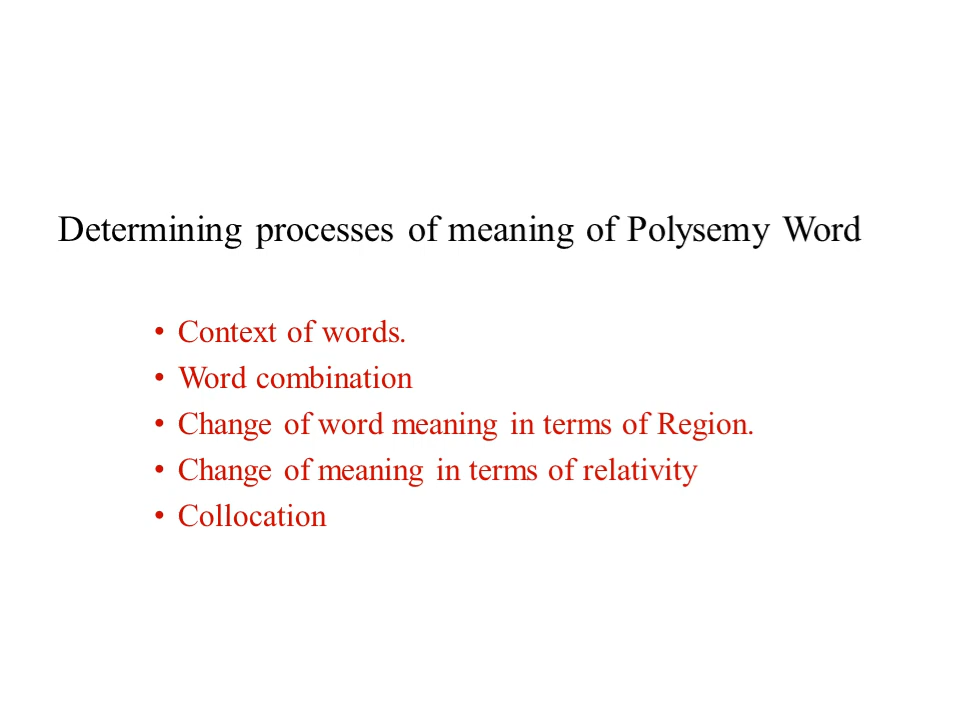 Determining processes of meaning of Polysemy Word
• Context of words.
• Word combination
• Change of word meaning in terms of Region.
• Change of meaning in terms of relativity
• Collocation